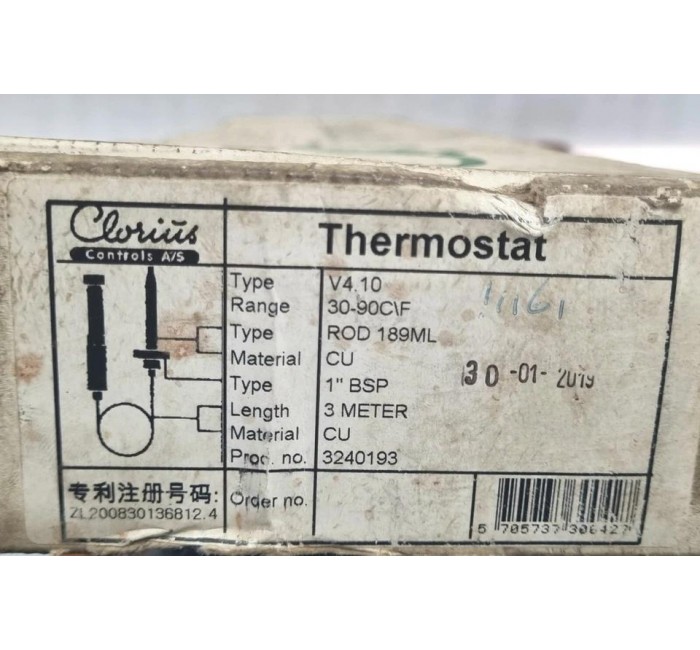 Clorius
Controls A/S
Thermostat
Type V4.10
Range 30-90C\F
Type ROD 189ML
Material CU
Type 1" BSP
Length 3 METER
Material CU
Prod. no. 3240193
30-01-2019
专利注册号码:
ZL200830136812.4
Order no.
5 705737 306427